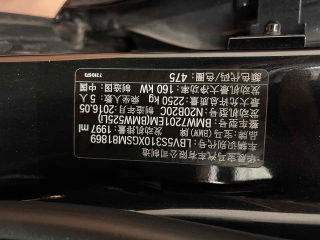 华晨宝马汽车有限公司制造
车辆识别代号: LBV5S310XGSM81869
品牌: 宝马 (BMW) 发动机排量: 1997 ml
整车型号: BMW7201EM(BMW525Li)
发动机型号: N20B20C 制造年月: 2016.05
最大允许总质量: 2250 kg 乘坐人数: 5 人
发动机最大净功率: 160 kW 制造国: 中国
颜色代码/色圈: 475